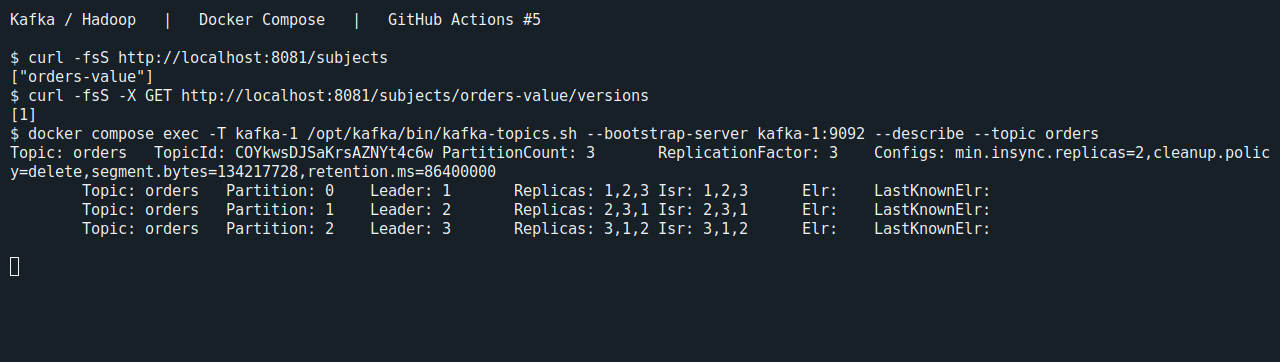 Kafka / Hadoop   |   Docker Compose   |   GitHub Actions #5
$ curl -fsS http://localhost:8081/subjects
["orders-value"]
$ curl -fsS -X GET http://localhost:8081/subjects/orders-value/versions
[1]
$ docker compose exec -T kafka-1 /opt/kafka/bin/kafka-topics.sh --bootstrap-server kafka-1:9092 --describe --topic orders
Topic: orders   TopicId: COYkwsDJSaKrsAZNYt4c6w PartitionCount: 3       ReplicationFactor: 3    Configs: min.insync.replicas=2,cleanup.polic
y=delete,segment.bytes=134217728,retention.ms=86400000
        Topic: orders   Partition: 0    Leader: 1       Replicas: 1,2,3 Isr: 1,2,3      Elr:    LastKnownElr:
        Topic: orders   Partition: 1    Leader: 2       Replicas: 2,3,1 Isr: 2,3,1      Elr:    LastKnownElr:
        Topic: orders   Partition: 2    Leader: 3       Replicas: 3,1,2 Isr: 3,1,2      Elr:    LastKnownElr: